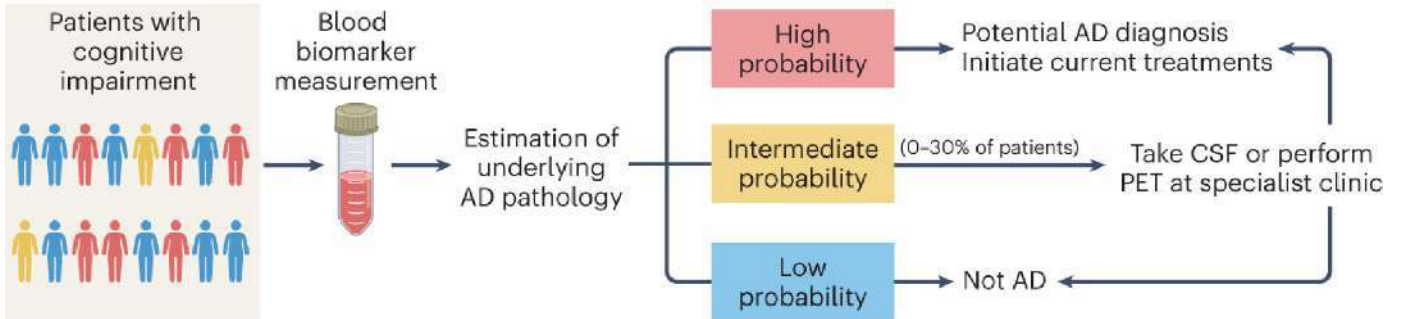 Patients with
cognitive
impairment
Blood
biomarker
measurement
Estimation of
underlying
AD pathology
High
probability
Potential AD diagnosis
Initiate current treatments
Intermediate
probability
(0–30% of patients)
Take CSF or perform
PET at specialist clinic
Low
probability
Not AD